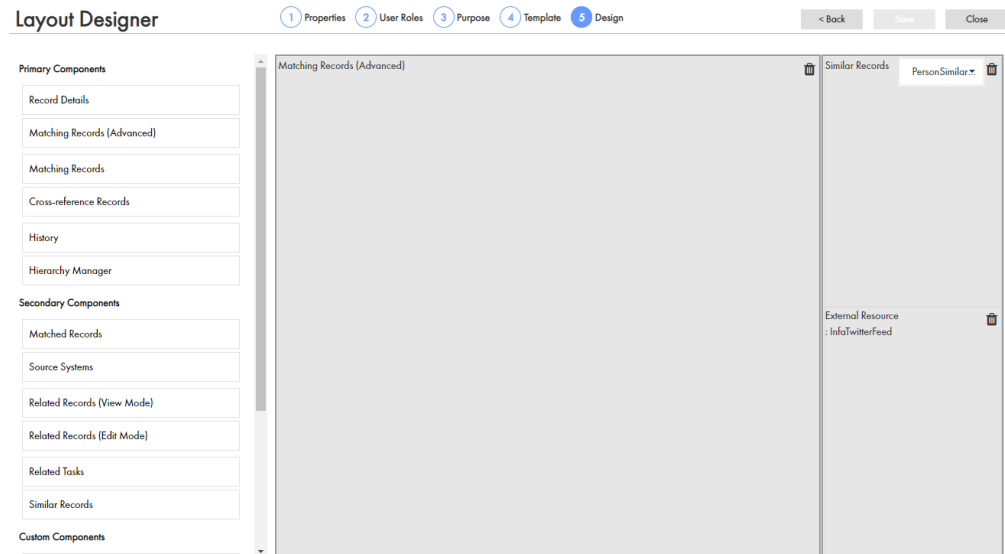 Layout Designer
1 Properties 2 User Roles 3 Purpose 4 Template 5 Design
< Back Save Close
Primary Components
Record Details
Matching Records (Advanced)
Matching Records
Cross-reference Records
History
Hierarchy Manager
Secondary Components
Matched Records
Source Systems
Related Records (View Mode)
Related Records (Edit Mode)
Related Tasks
Similar Records
Custom Components
Matching Records (Advanced)
Similar Records PersonSimilar...
External Resource
: InfaTwitterFeed